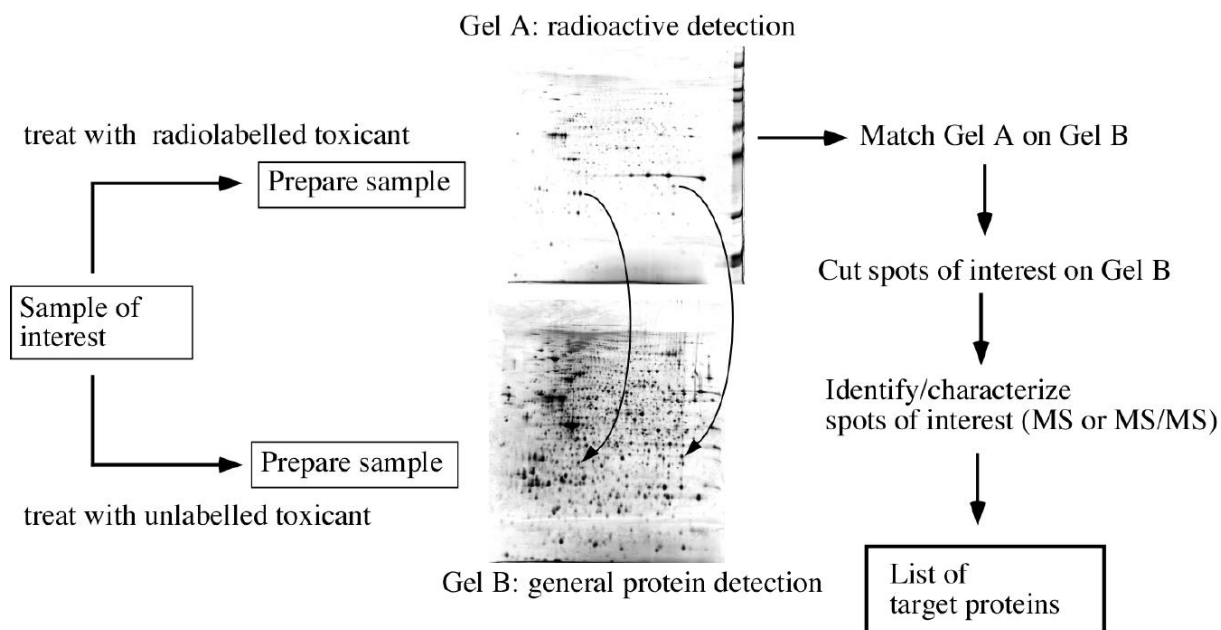 Gel A: radioactive detection
treat with radiolabelled toxicant
Prepare sample
Match Gel A on Gel B
Cut spots of interest on Gel B
Sample of
interest
Identify/characterize
spots of interest (MS or MS/MS)
Prepare sample
treat with unlabelled toxicant
Gel B: general protein detection
List of
target proteins